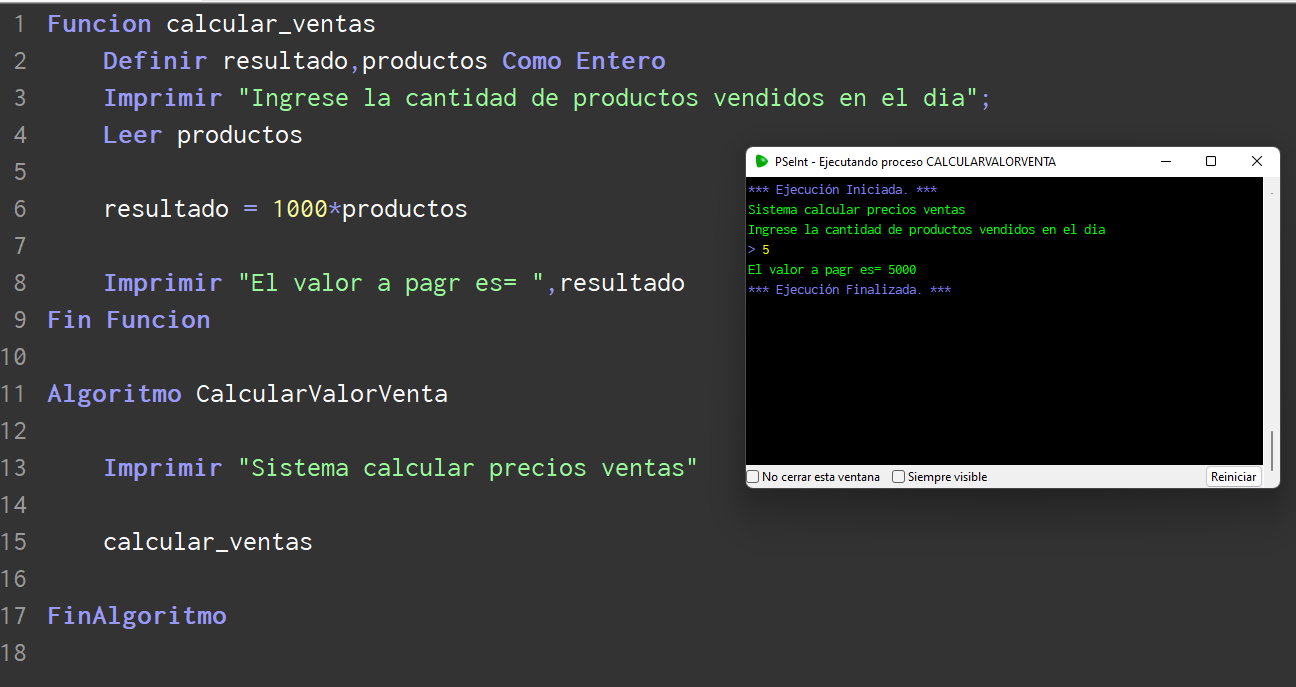 1 Funcion calcular_ventas
2 Definir resultado,productos Como Entero
3 Imprimir "Ingrese la cantidad de productos vendidos en el dia";
4 Leer productos
5
6 resultado = 1000*productos
7
8 Imprimir "El valor a pagr es= ",resultado
9 Fin Funcion
10
11 Algoritmo CalcularValorVenta
12
13 Imprimir "Sistema calcular precios ventas"
14
15 calcular_ventas
16
17 FinAlgoritmo
18
PSeInt - Ejecutando proceso CALCULARVALORVENTA
*** Ejecución Iniciada. ***
Sistema calcular precios ventas
Ingrese la cantidad de productos vendidos en el dia
> 5
El valor a pagr es= 5000
*** Ejecución Finalizada. ***
No cerrar esta ventana Siempre visible Reiniciar